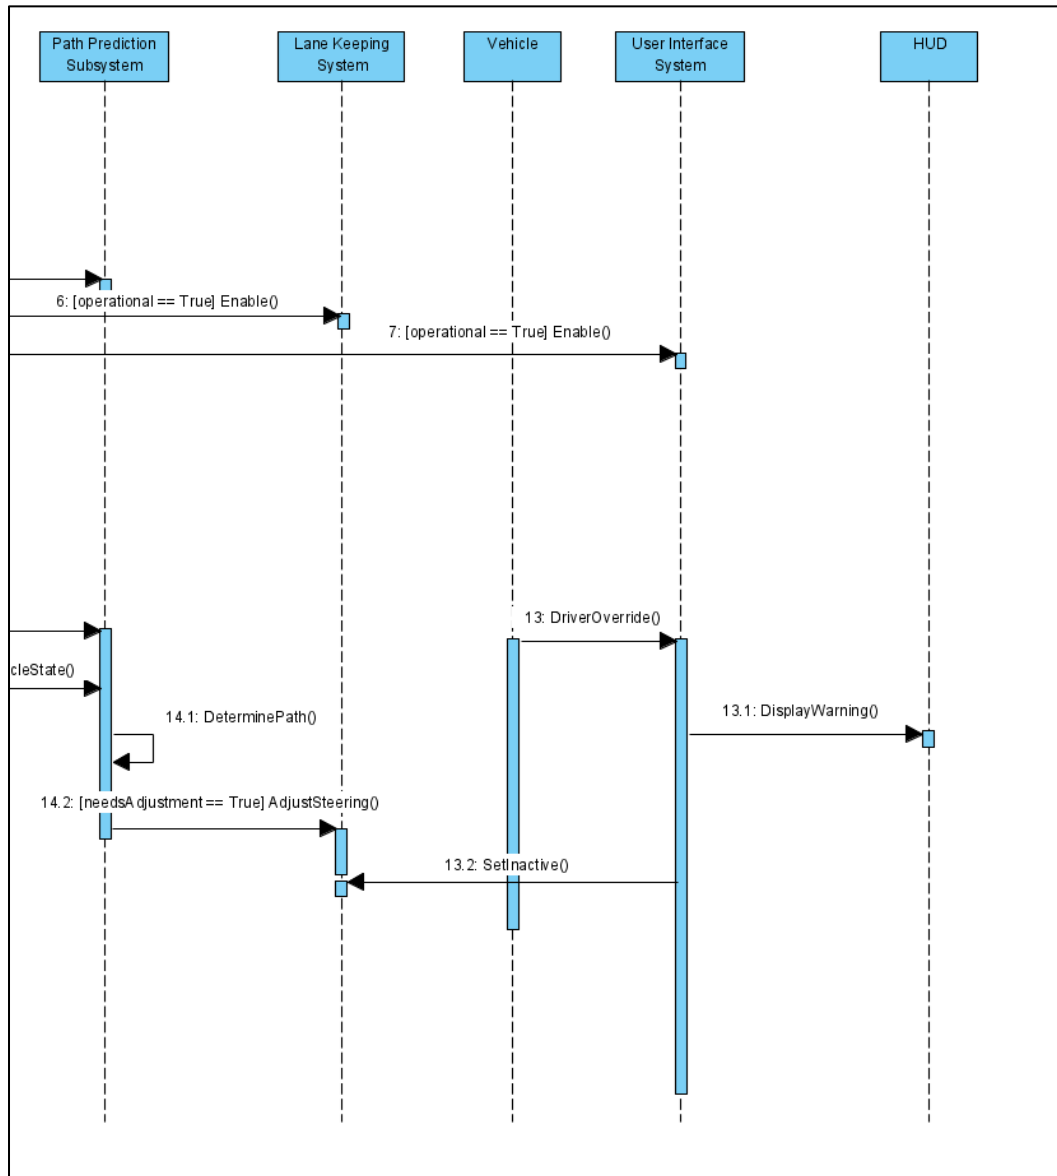 Path Prediction
Subsystem
Lane Keeping
System
Vehicle
User Interface
System
HUD
6: [operational == True] Enable()
7: [operational == True] Enable()
13: DriverOverride()
cleState()
14.1: DeterminePath()
13.1: DisplayWarning()
14.2: [needsAdjustment == True] AdjustSteering()
13.2: SetInactive()